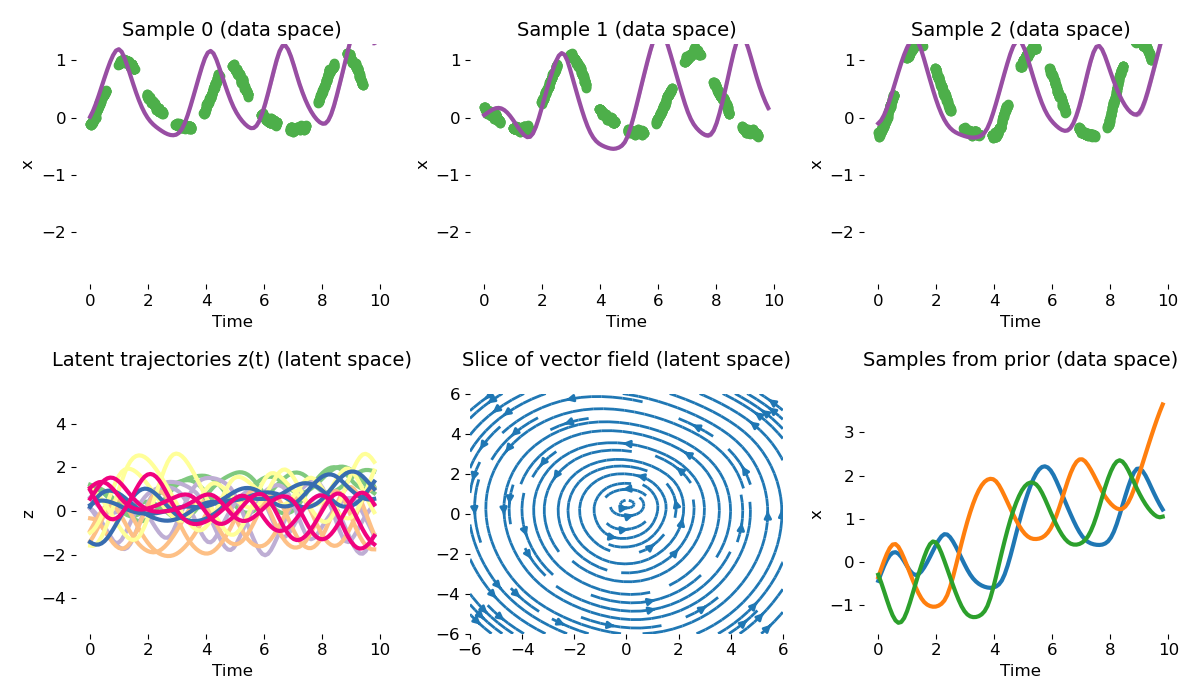 Sample 0 (data space)
Sample 1 (data space)
Sample 2 (data space)
1
0
−1
−2
x
0 2 4 6 8 10
Time
1
0
−1
−2
x
0 2 4 6 8 10
Time
1
0
−1
−2
x
0 2 4 6 8 10
Time
Latent trajectories z(t) (latent space)
Slice of vector field (latent space)
Samples from prior (data space)
4
2
0
−2
−4
z
0 2 4 6 8 10
Time
6
4
2
0
−2
−4
−6
−6 −4 −2 0 2 4 6
3
2
1
0
−1
x
0 2 4 6 8 10
Time